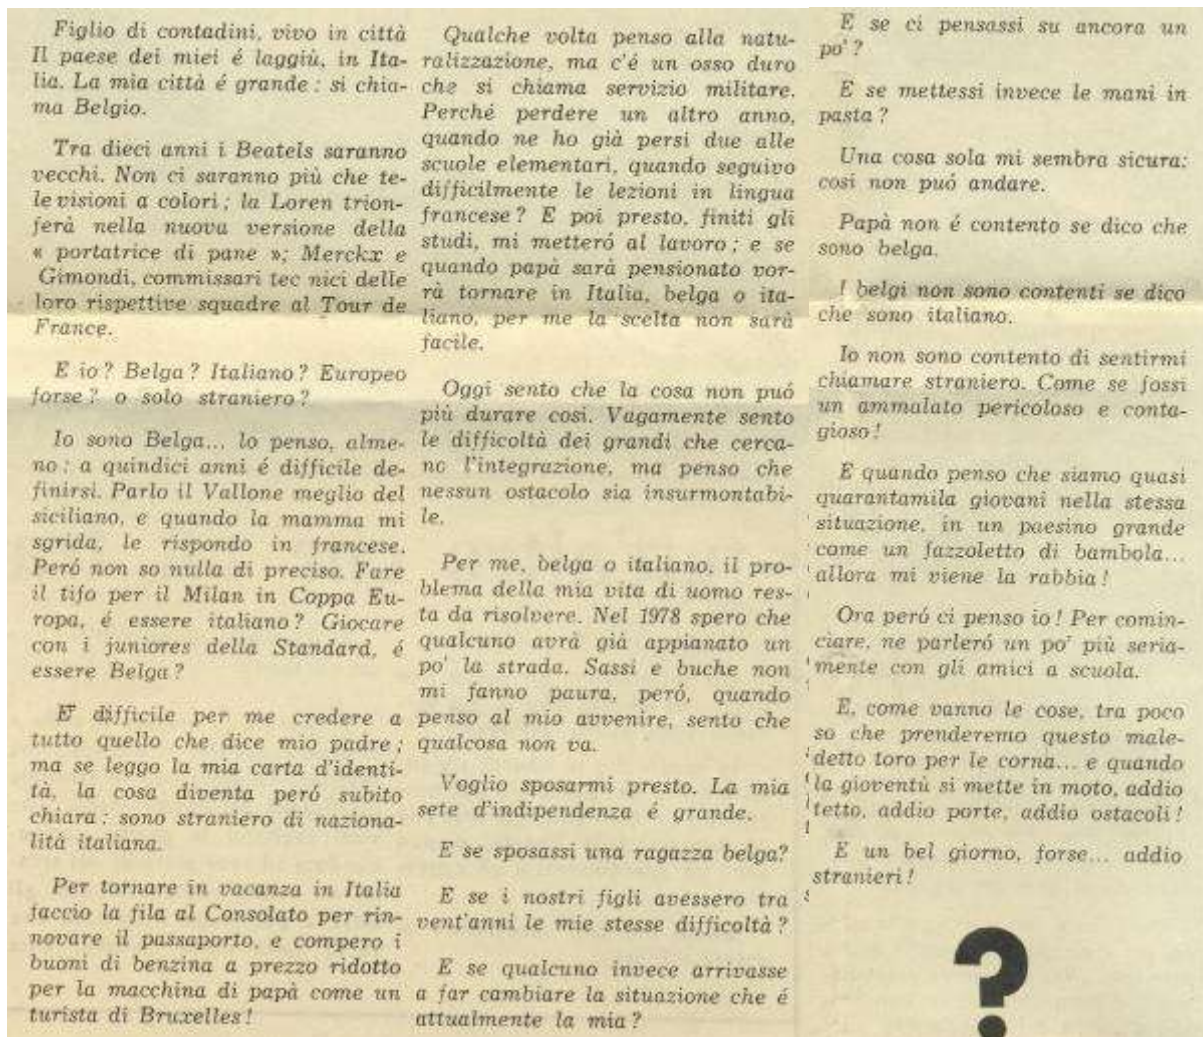 Figlio di contadini, vivo in città
Il paese dei miei é laggiù, in Ita-
lia. La mia città é grande : si chia-
ma Belgio.
Tra dieci anni i Beatels saranno
vecchi. Non ci saranno più che te-
levisioni a colori ; la Loren trion-
ferà nella nuova versione della
« portatrice di pane »; Merckx e
Gimondi, commissari tec nici delle
loro rispettive squadre al Tour de
France.
E io ? Belga ? Italiano ? Europeo
forse ? o solo straniero ?
Io sono Belga... lo penso, alme-
no : a quindici anni é difficile de-
finirsi. Parlo il Vallone meglio del
siciliano, e quando la mamma mi
sgrida, le rispondo in francese.
Peró non so nulla di preciso. Fare
il tifo per il Milan in Coppa Eu-
ropa, é essere italiano ? Giocare
con i juniores della Standard, é
essere Belga ?
E' difficile per me credere a
tutto quello che dice mio padre ;
ma se leggo la mia carta d'identi-
tà, la cosa diventa peró subito
chiara : sono straniero di naziona-
lità italiana.
Per tornare in vacanza in Italia
faccio la fila al Consolato per rin-
novare il passaporto, e compero i
buoni di benzina a prezzo ridotto
per la macchina di papà come un
turista di Bruxelles !
Qualche volta penso alla natu-
ralizzazione, ma c'é un osso duro
che si chiama servizio militare.
Perché perdere un altro anno,
quando ne ho già persi due alle
scuole elementari, quando seguivo
difficilmente le lezioni in lingua
francese ? E poi presto, finiti gli
studi, mi metteró al lavoro ; e se
quando papà sarà pensionato vor-
rà tornare in Italia, belga o ita-
liano, per me la scelta non sarà
facile.
Oggi sento che la cosa non puó
più durare cosi. Vagamente sento
le difficoltà dei grandi che cerca-
no l'integrazione, ma penso che
nessun ostacolo sia insurmontabi-
le.
Per me, belga o italiano, il pro-
blema della mia vita di uomo res-
ta da risolvere. Nel 1978 spero che
qualcuno avrà già appianato un
po' la strada. Sassi e buche non
mi fanno paura, peró, quando
penso al mio avvenire, sento che
qualcosa non va.
Voglio sposarmi presto. La mia
sete d'indipendenza é grande.
E se sposassi una ragazza belga?
E se i nostri figli avessero tra
vent'anni le mie stesse difficoltà ?
E se qualcuno invece arrivasse
a far cambiare la situazione che é
attualmente la mia ?
E se ci pensassi su ancora un
po' ?
E se mettessi invece le mani in
pasta ?
Una cosa sola mi sembra sicura:
cosi non puó andare.
Papà non é contento se dico che
sono belga.
I belgi non sono contenti se dico
che sono italiano.
Io non sono contento di sentirmi
chiamare straniero. Come se fossi
un ammalato pericoloso e conta-
gioso !
E quando penso che siamo quasi
quarantamila giovani nella stessa
situazione, in un paesino grande
come un fazzoletto di bambola...
allora mi viene la rabbia !
Ora peró ci penso io ! Per comin-
ciare, ne parleró un po' più seria-
mente con gli amici a scuola.
E, come vanno le cose, tra poco
so che prenderemo questo male-
detto toro per le corna... e quando
la gioventù si mette in moto, addio
tetto, addio porte, addio ostacoli !
E un bel giorno, forse... addio
stranieri !
?